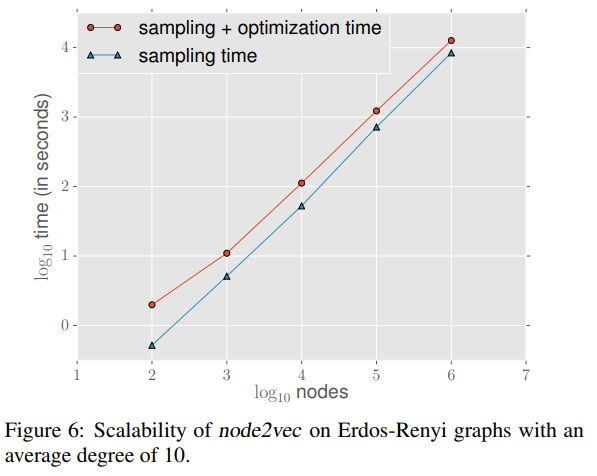 sampling + optimization time
sampling time
4
3
2
1
0
log10 time (in seconds)
1 2 3 4 5 6 7
log10 nodes
Figure 6: Scalability of node2vec on Erdos-Renyi graphs with an
average degree of 10.